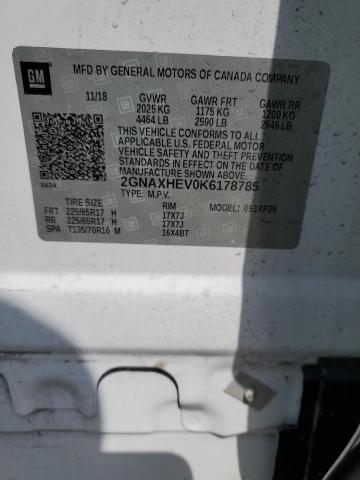 GM
MFD BY GENERAL MOTORS OF CANADA COMPANY
11/18 GVWR GAWR FRT GAWR RR
2025 KG 1175 KG 1200 KG
4464 LB 2590 LB 2645 LB
THIS VEHICLE CONFORMS TO ALL APPLICABLE
U.S. FEDERAL MOTOR VEHICLE SAFETY, BUMPER,
AND THEFT PREVENTION STANDARDS IN EFFECT
ON THE DATE OF MANUFACTURE SHOWN ABOVE.
2GNAXHEV0K6178785
TYPE: M.P.V. MODEL: 051XP26
TIRE SIZE RIM
FRT 225/65R17 H 17X7J
RR 225/65R17 H 17X7J
SPA T135/70R16 M 16X4BT